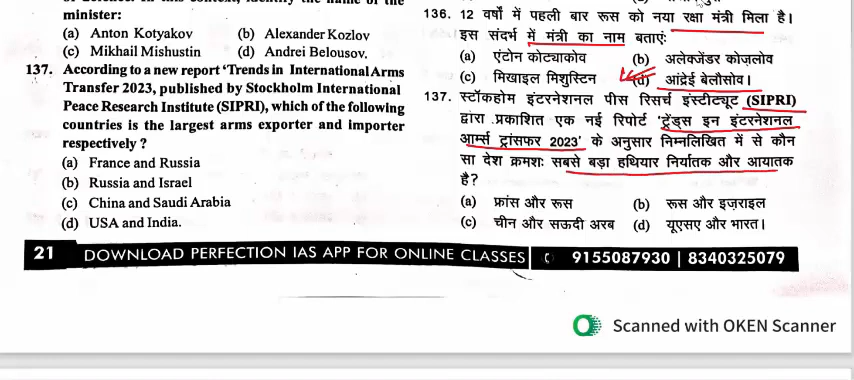 minister:
(a) Anton Kotyakov (b) Alexander Kozlov
(c) Mikhail Mishustin (d) Andrei Belousov.
137. According to a new report 'Trends in International Arms
Transfer 2023, published by Stockholm International
Peace Research Institute (SIPRI), which of the following
countries is the largest arms exporter and importer
respectively ?
(a) France and Russia
(b) Russia and Israel
(c) China and Saudi Arabia
(d) USA and India.
136. 12 वर्षों में पहली बार रूस को नया रक्षा मंत्री मिला है।
इस संदर्भ में मंत्री का नाम बताएंः
(a) एंटोन कोट्याकोव (b) अलेक्जेंडर कोज़लोव
(c) मिखाइल मिशुस्टिन (d) आंद्रेई बेलौसोव।
137. स्टॉकहोम इंटरनेशनल पीस रिसर्च इंस्टीट्यूट (SIPRI)
द्वारा प्रकाशित एक नई रिपोर्ट 'ट्रेंड्स इन इंटरनेशनल
आर्म्स ट्रांसफर 2023' के अनुसार निम्नलिखित में से कौन
सा देश क्रमशः सबसे बड़ा हथियार निर्यातक और आयातक
है?
(a) फ्रांस और रूस (b) रूस और इज़राइल
(c) चीन और सऊदी अरब (d) यूएसए और भारत।
21 DOWNLOAD PERFECTION IAS APP FOR ONLINE CLASSES 9155087930 | 8340325079
Scanned with OKEN Scanner